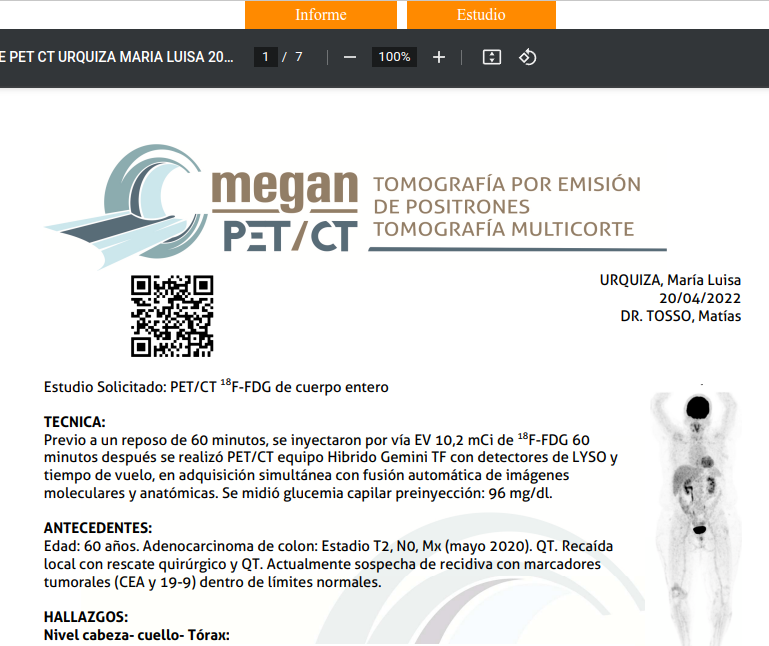 Informe Estudio
E PET CT URQUIZA MARIA LUISA 20... 1 / 7 100%
megan
PET/CT
TOMOGRAFÍA POR EMISIÓN
DE POSITRONES
TOMOGRAFÍA MULTICORTE
URQUIZA, María Luisa
20/04/2022
DR. TOSSO, Matías
Estudio Solicitado: PET/CT ¹⁸F-FDG de cuerpo entero
TECNICA:
Previo a un reposo de 60 minutos, se inyectaron por vía EV 10,2 mCi de ¹⁸F-FDG 60
minutos después se realizó PET/CT equipo Hibrido Gemini TF con detectores de LYSO y
tiempo de vuelo, en adquisición simultánea con fusión automática de imágenes
moleculares y anatómicas. Se midió glucemia capilar preinyección: 96 mg/dl.
ANTECEDENTES:
Edad: 60 años. Adenocarcinoma de colon: Estadio T2, N0, Mx (mayo 2020). QT. Recaída
local con rescate quirúrgico y QT. Actualmente sospecha de recidiva con marcadores
tumorales (CEA y 19-9) dentro de límites normales.
HALLAZGOS:
Nivel cabeza- cuello- Tórax: